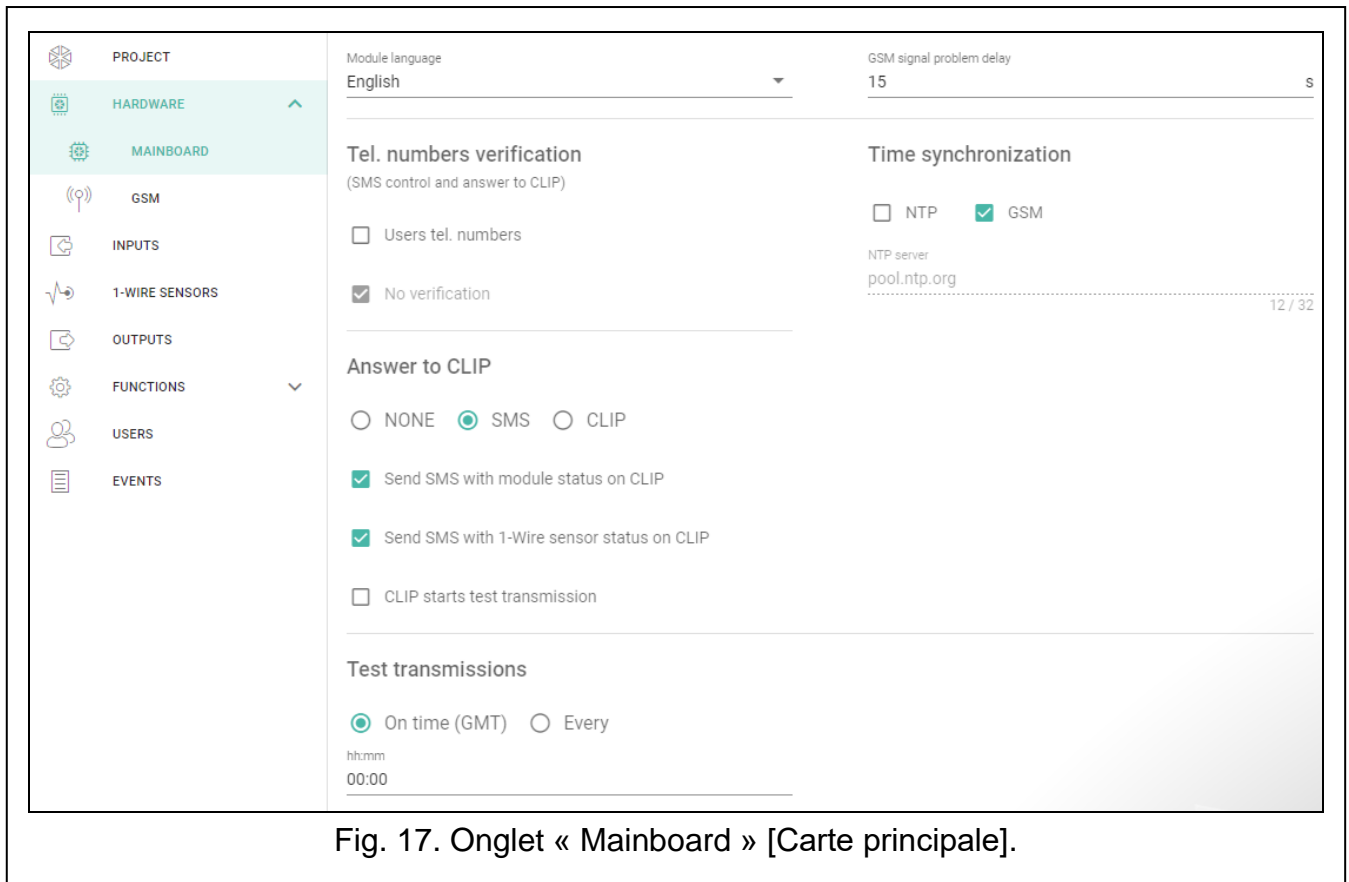 PROJECT
HARDWARE
MAINBOARD
GSM
INPUTS
1-WIRE SENSORS
OUTPUTS
FUNCTIONS
USERS
EVENTS
Module language
English
GSM signal problem delay
15 s
Tel. numbers verification
(SMS control and answer to CLIP)
Users tel. numbers
No verification
Time synchronization
NTP GSM
NTP server
pool.ntp.org
12 / 32
Answer to CLIP
NONE SMS CLIP
Send SMS with module status on CLIP
Send SMS with 1-Wire sensor status on CLIP
CLIP starts test transmission
Test transmissions
On time (GMT) Every
hh:mm
00:00
Fig. 17. Onglet « Mainboard » [Carte principale].